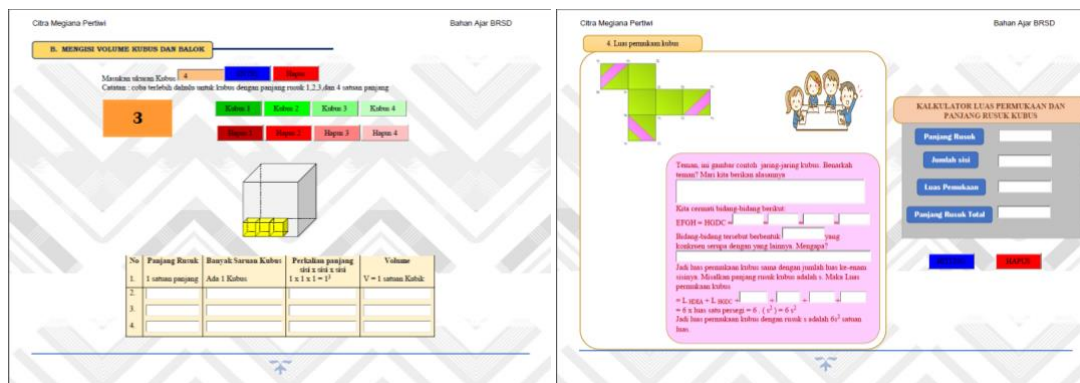 Citra Megiana Pertiwi
Bahan Ajar BRSD
B. MENGISI VOLUME KUBUS DAN BALOK
Masukan ukuran Kubus 4
Hapus
Catatan : coba terlebih dahulu untuk kubus dengan panjang rusuk 1,2,3,dan 4 satuan panjang
3
Kubus 1 Kubus 2 Kubus 3 Kubus 4
Hapus 1 Hapus 2 Hapus 3 Hapus 4
No Panjang Rusuk Banyak Satuan Kubus Perkalian panjang Volume
sisi x sisi x sisi
1. 1 satuan panjang Ada 1 Kubus 1 x 1 x 1 = 1³ V = 1 satuan Kubik
2.
3.
4.
Citra Megiana Pertiwi
Bahan Ajar BRSD
4. Luas permukaan kubus
Teman, ini gambar contoh jaring-jaring kubus. Benarkah
teman? Mari kita berikan alasannya
Kita cermati bidang-bidang berikut:
EFGH = HGDC = = = =
Bidang-bidang tersebut berbentuk yang
kongruen serupa dengan yang lainnya. Mengapa?
Jadi luas permukaan kubus sama dengan jumlah luas ke-enam
sisinya. Misalkan panjang rusuk kubus adalah s. Maka Luas
permukaan kubus
= 6 x luas satu persegi = 6 . ( s² ) = 6 s²
Jadi luas permukaan kubus dengan rusuk s adalah 6s² satuan
luas.
KALKULATOR LUAS PERMUKAAN DAN
PANJANG RUSUK KUBUS
Panjang Rusuk
Jumlah sisi
Luas Permukaan
Panjang Rusuk Total
HAPUS